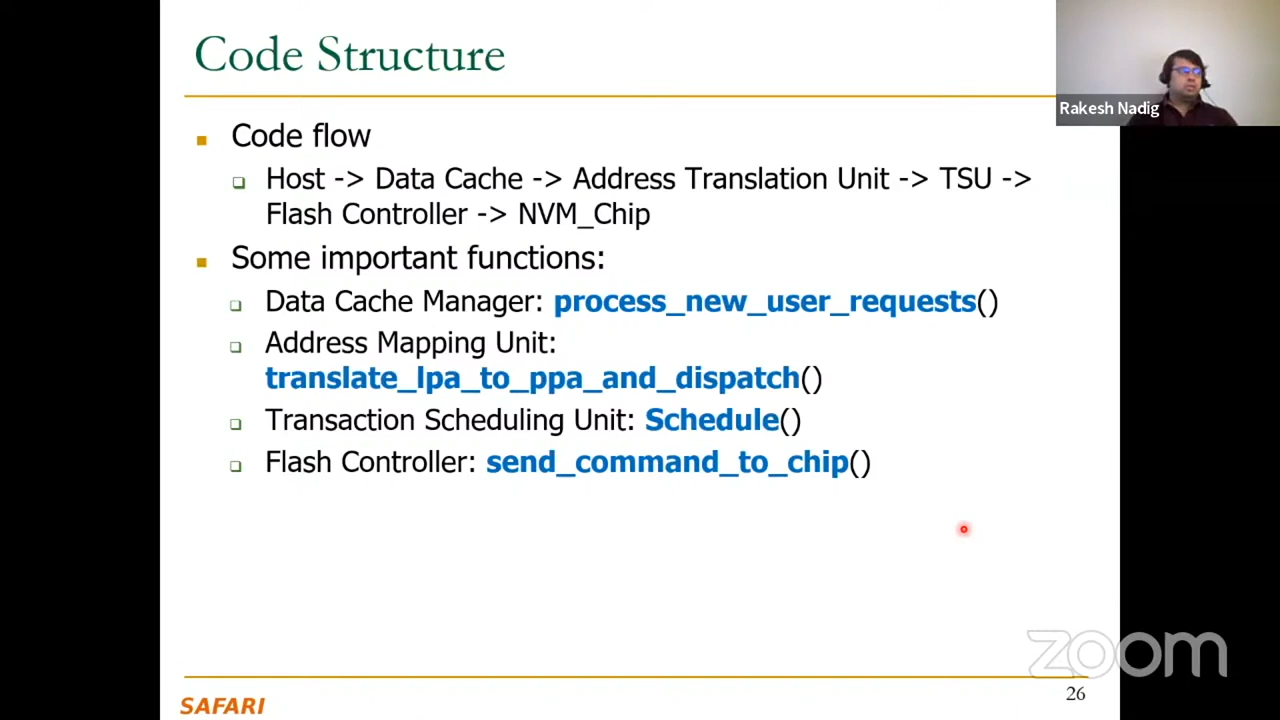 Code Structure
Rakesh Nadig
Code flow
Host -> Data Cache -> Address Translation Unit -> TSU ->
Flash Controller -> NVM_Chip
Some important functions:
Data Cache Manager: process_new_user_requests()
Address Mapping Unit:
translate_lpa_to_ppa_and_dispatch()
Transaction Scheduling Unit: Schedule()
Flash Controller: send_command_to_chip()
zoom
SAFARI
26